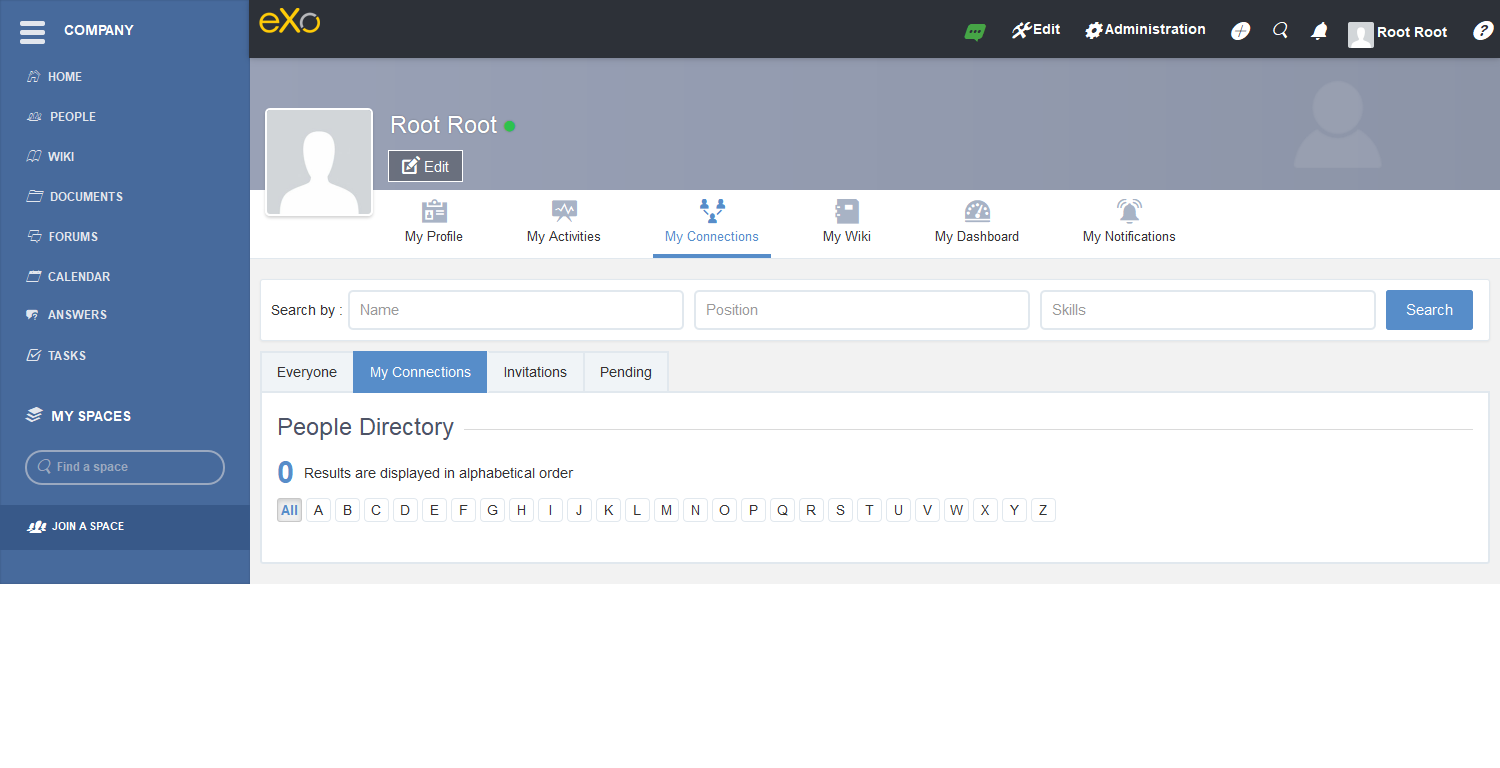 COMPANY
HOME
PEOPLE
WIKI
DOCUMENTS
FORUMS
CALENDAR
ANSWERS
TASKS
MY SPACES
Find a space
JOIN A SPACE
eXo
Edit
Administration
Root Root
?
Root Root
Edit
My Profile
My Activities
My Connections
My Wiki
My Dashboard
My Notifications
Search by : Name Position Skills Search
Everyone My Connections Invitations Pending
People Directory
0 Results are displayed in alphabetical order
All A B C D E F G H I J K L M N O P Q R S T U V W X Y Z